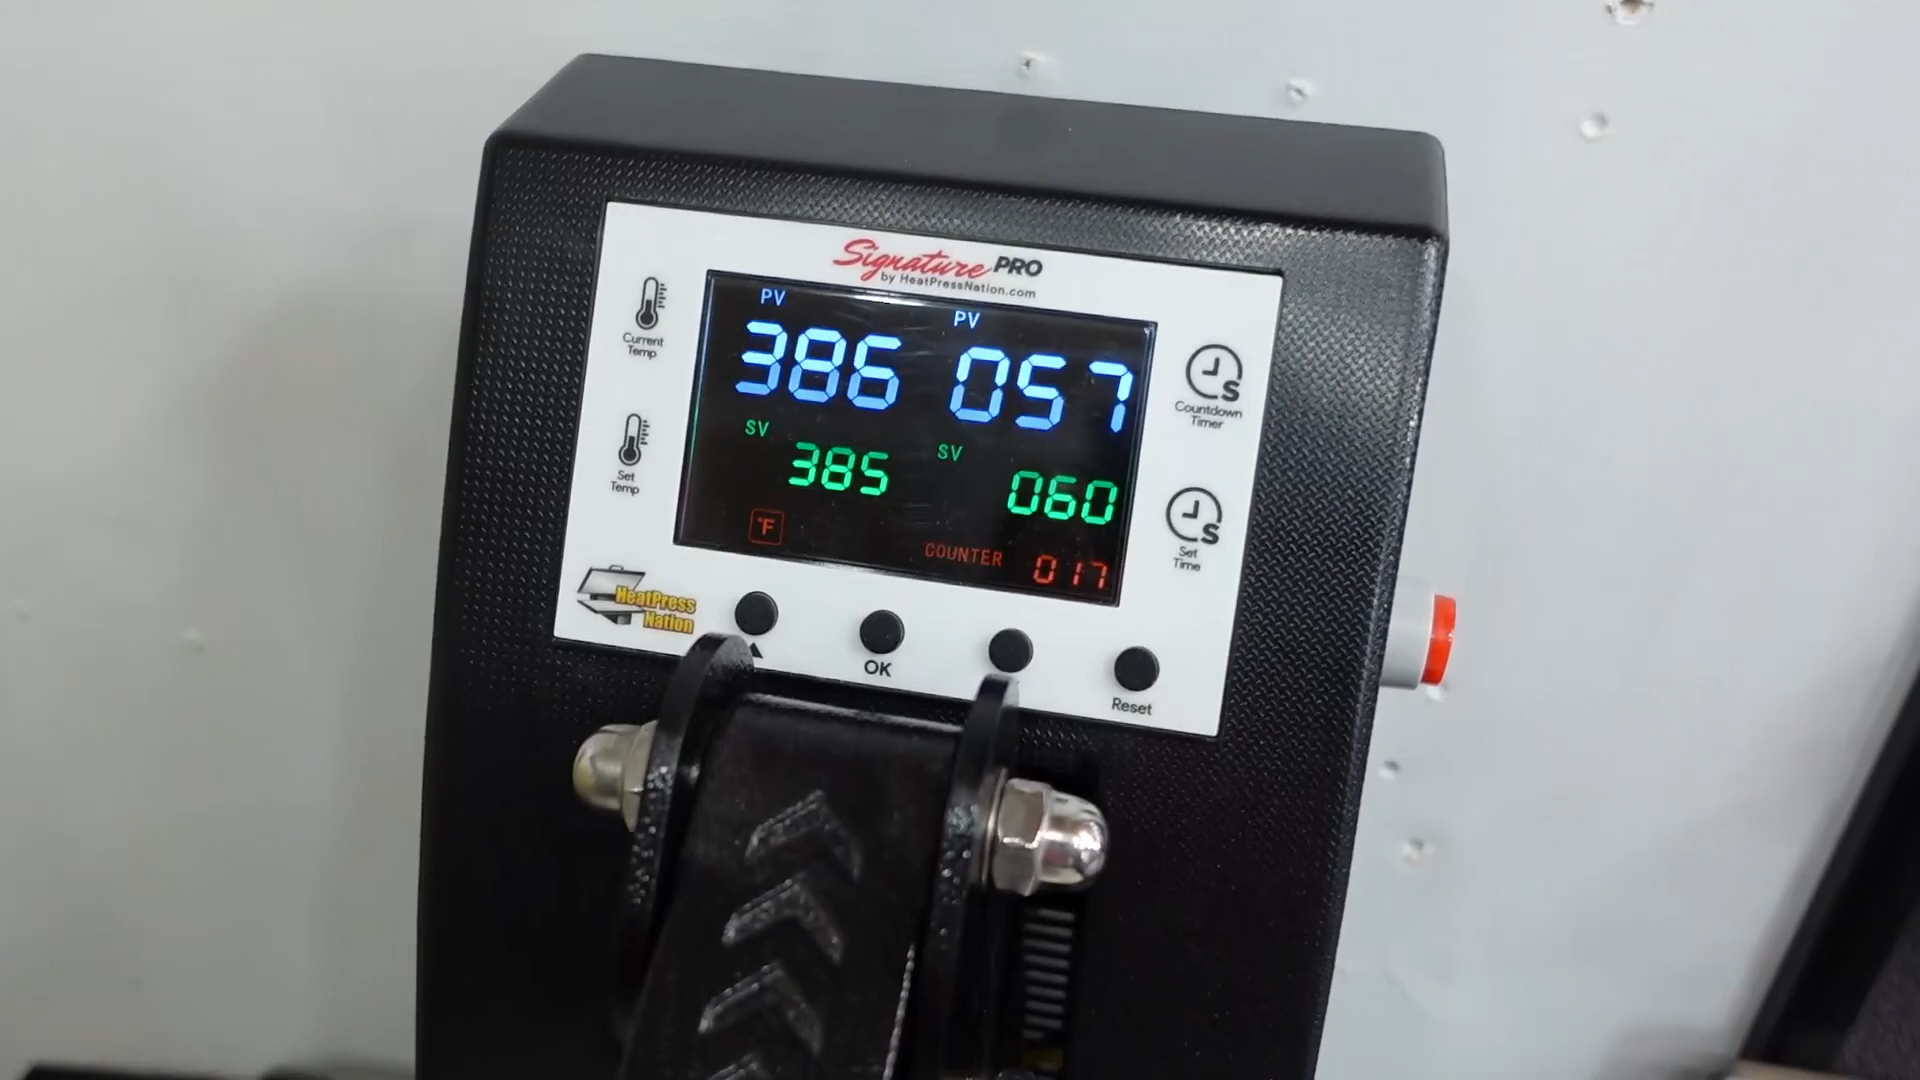 Signature PRO
by HeatPressNation.com
PV
PV
386
057
Current
Temp
S
Countdown
Timer
SV
SV
385
060
Set
Temp
S
Set
Time
°F
COUNTER 017
HeatPress
Nation
OK
Reset